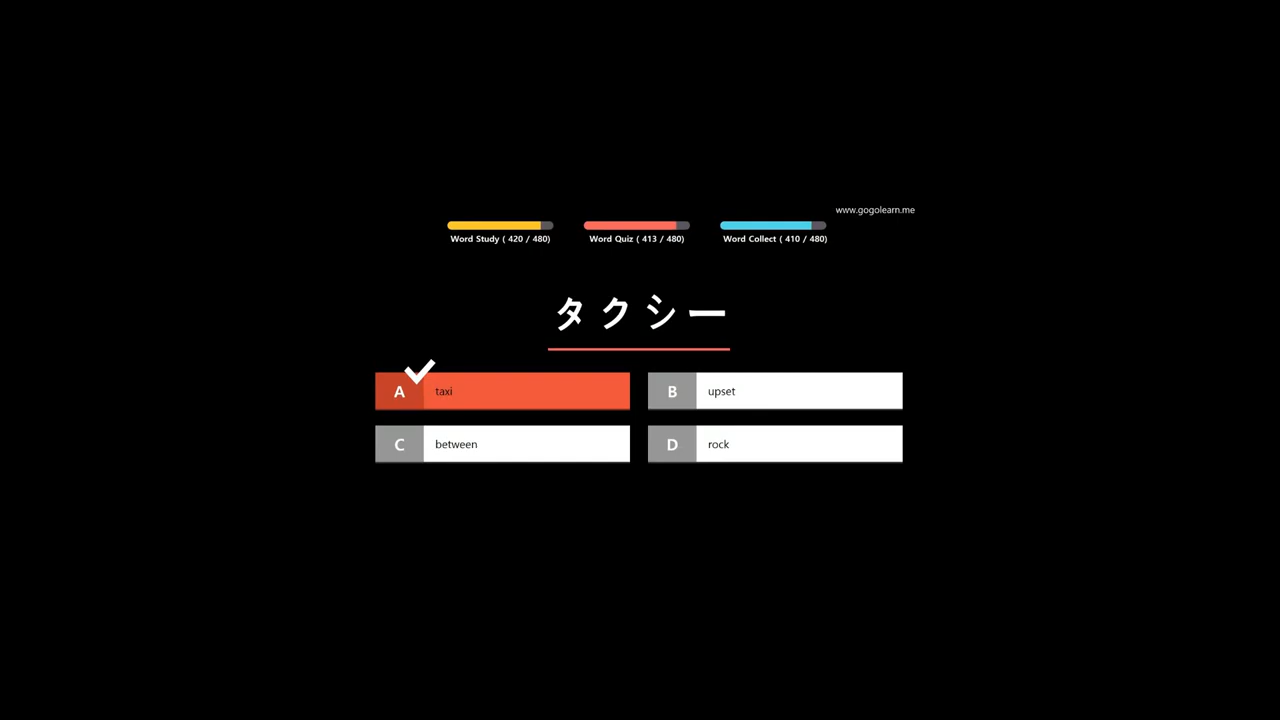 www.gogolearn.me
Word Study ( 420 / 480)
Word Quiz ( 413 / 480)
Word Collect ( 410 / 480)
タクシー
A taxi
B upset
C between
D rock